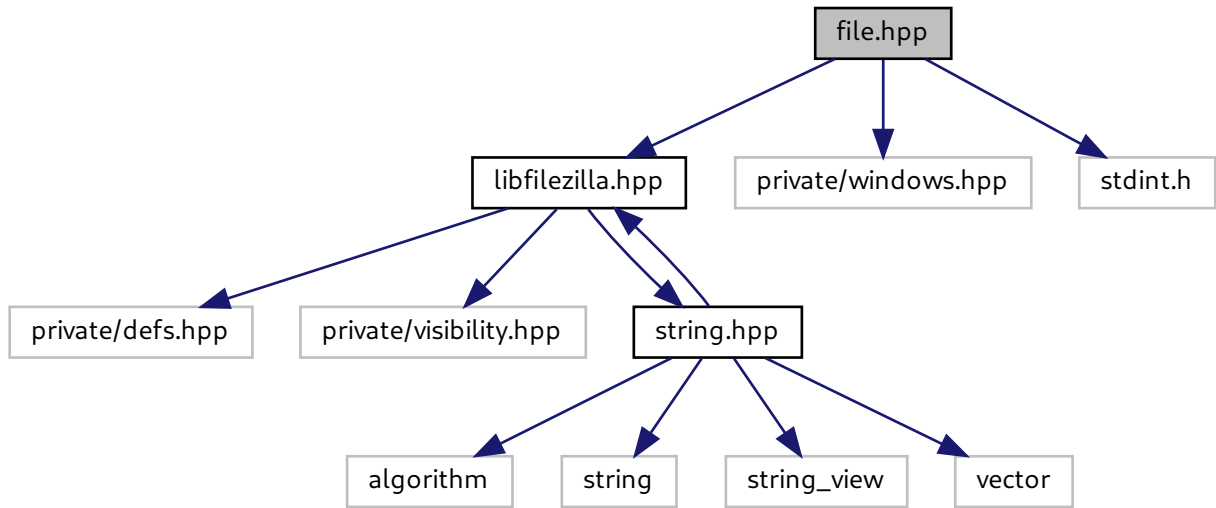 file.hpp
libfilezilla.hpp
private/windows.hpp
stdint.h
private/defs.hpp
private/visibility.hpp
string.hpp
algorithm
string
string_view
vector